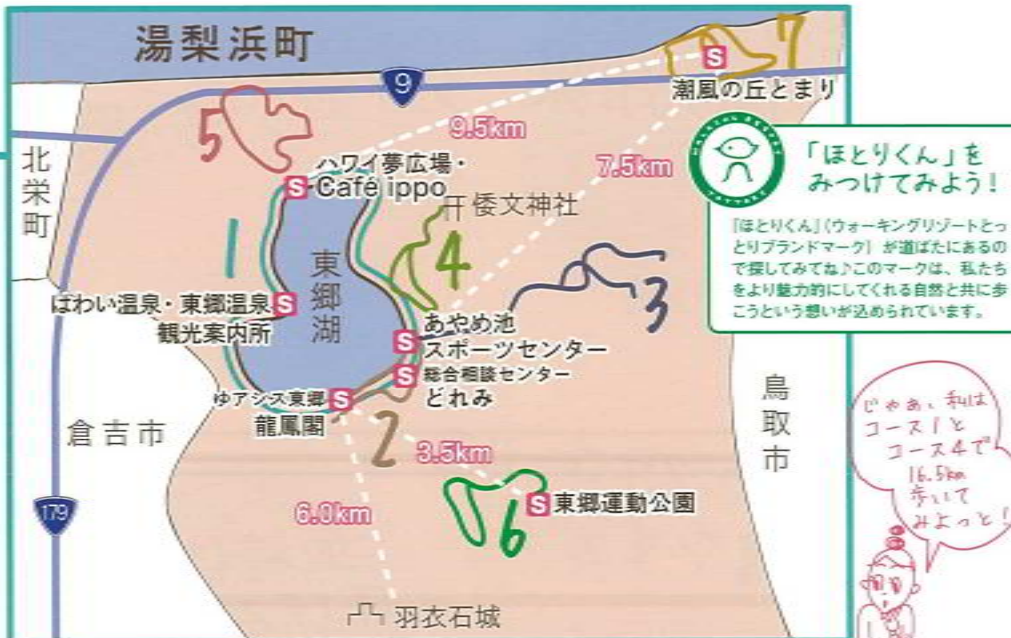 湯梨浜町
9
7
潮風の丘とまり
5
9.5km
7.5km
北栄町
ハワイ夢広場・
Café ippo
倭文神社
「ほとりくん」を
みつけてみよう！
「ほとりくん」（ウォーキングリゾートとっ
とりブランドマーク）が道ばたにあるの
で探してみてね♪このマークは、私たち
をより魅力的にしてくれる自然と共に歩
こうという想いが込められています。
1
東郷湖
4
3
はわい温泉・東郷温泉
観光案内所
あやめ池
スポーツセンター
総合相談センター
どれみ
ゆアシス東郷
龍鳳閣
2
倉吉市
鳥取市
3.5km
179
6.0km
6
東郷運動公園
羽衣石城
S
S
S
S
S
S
S
じゃあ、私は
コース1と
コース4で
16.5km
歩いて
みよっと！